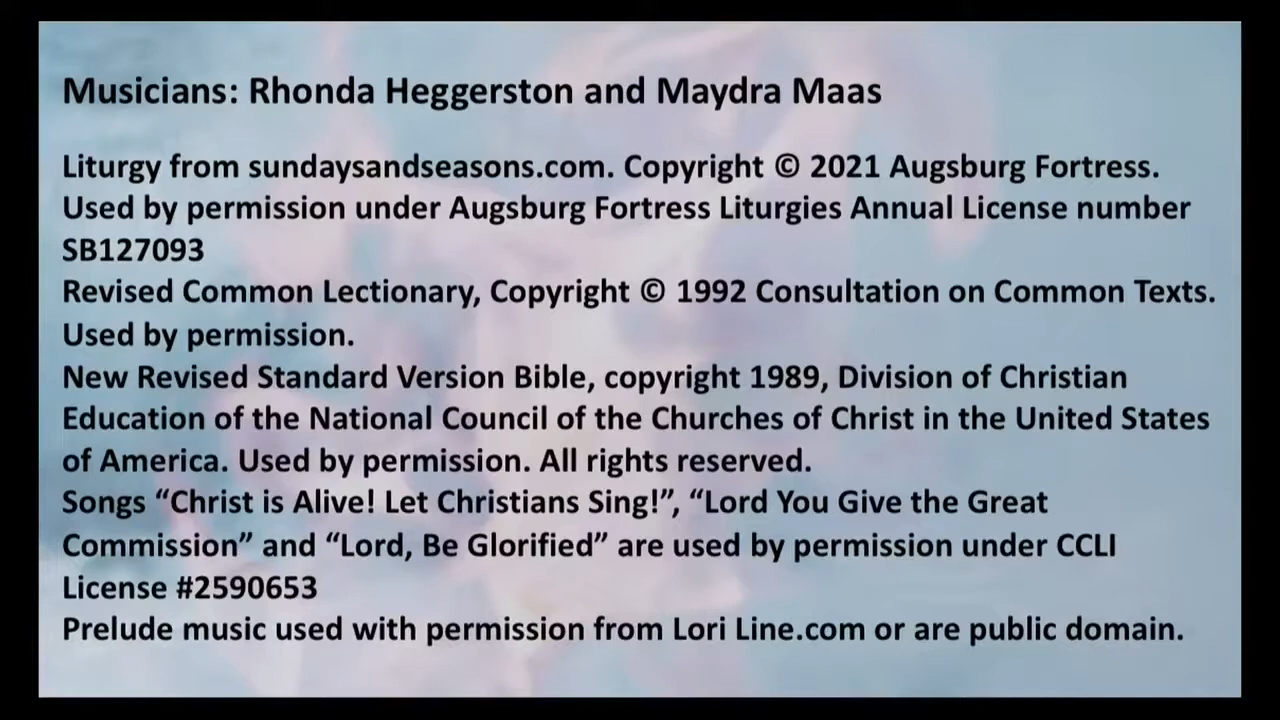 Musicians: Rhonda Heggerston and Maydra Maas
Liturgy from sundaysandseasons.com. Copyright © 2021 Augsburg Fortress.
Used by permission under Augsburg Fortress Liturgies Annual License number
SB127093
Revised Common Lectionary, Copyright © 1992 Consultation on Common Texts.
Used by permission.
New Revised Standard Version Bible, copyright 1989, Division of Christian
Education of the National Council of the Churches of Christ in the United States
of America. Used by permission. All rights reserved.
Songs “Christ is Alive! Let Christians Sing!”, “Lord You Give the Great
Commission” and “Lord, Be Glorified” are used by permission under CCLI
License #2590653
Prelude music used with permission from Lori Line.com or are public domain.